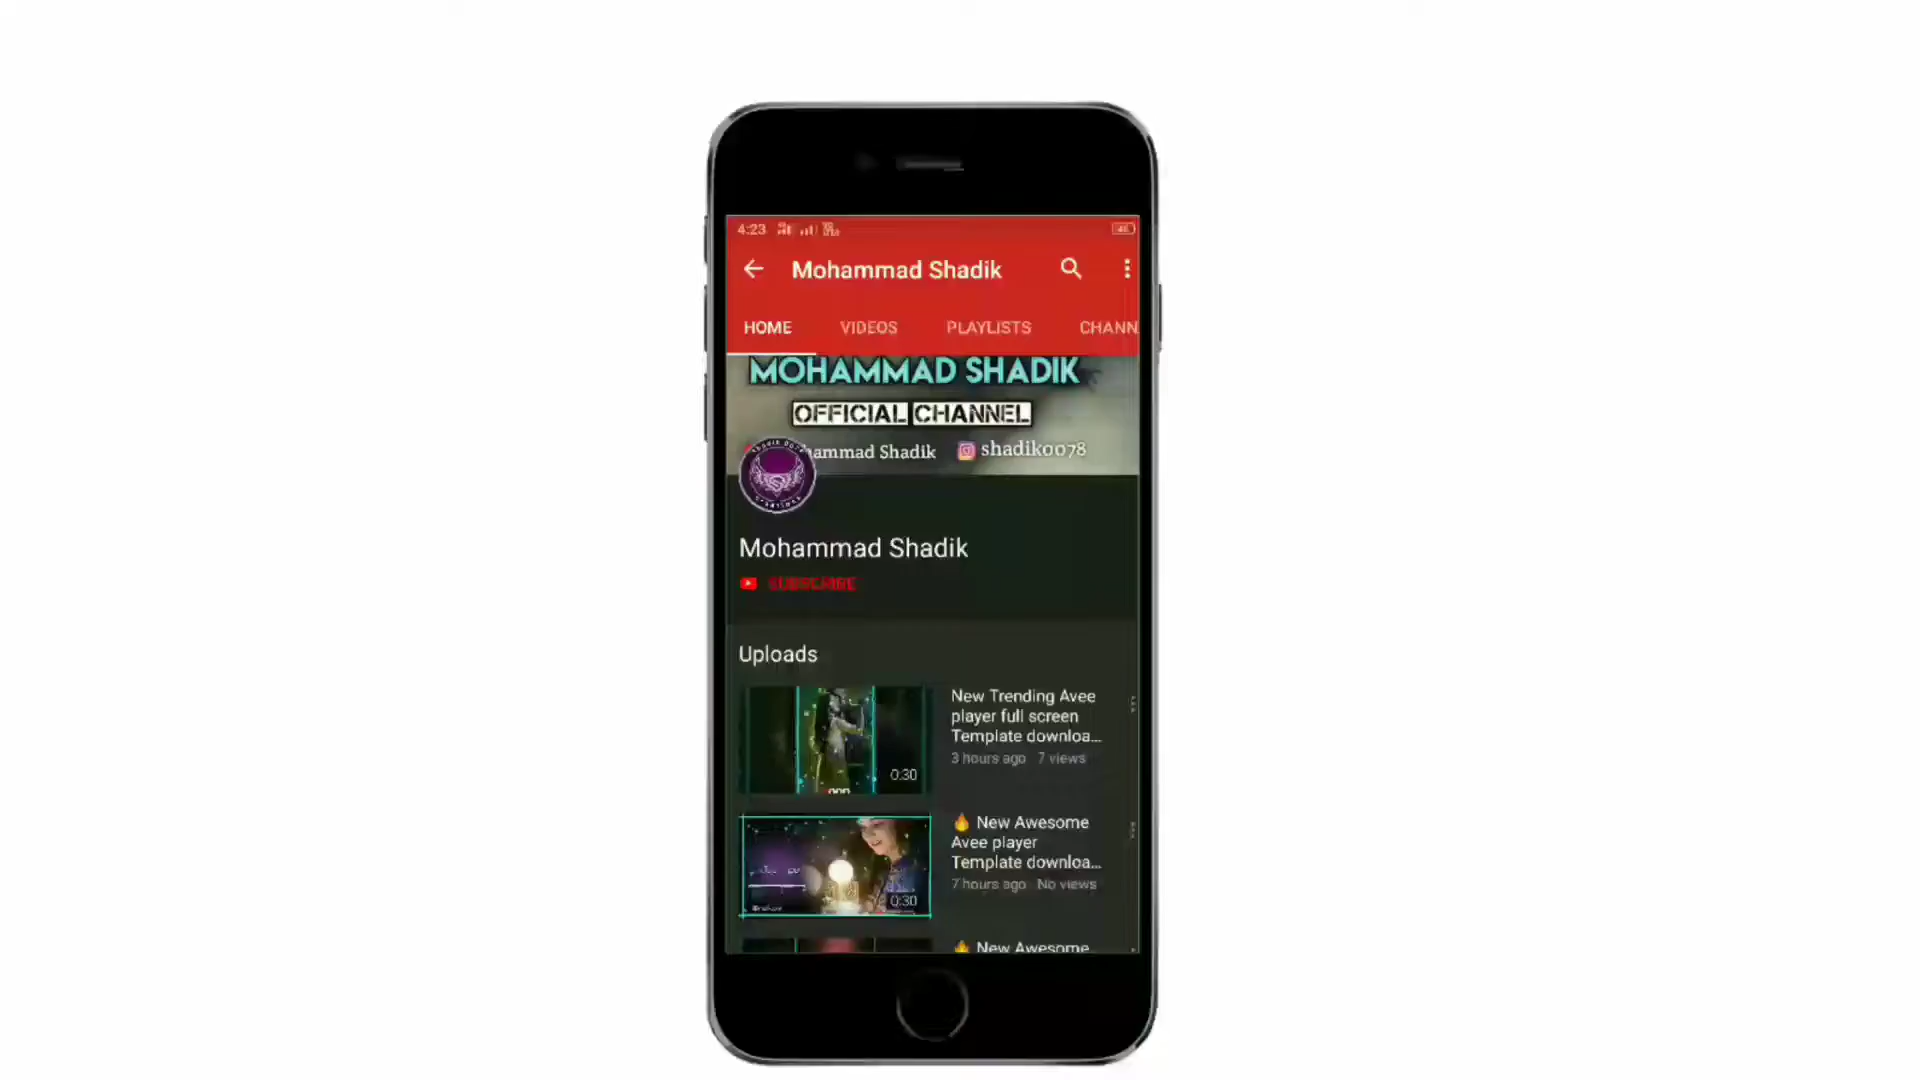 4:23
46
Mohammad Shadik
HOME VIDEOS PLAYLISTS CHANN
MOHAMMAD SHADIK
OFFICIAL CHANNEL
ammad Shadik shadik0078
Mohammad Shadik
SUBSCRIBE
Uploads
New Trending Avee
player full screen
Template downloa...
3 hours ago 7 views
0:30
🔥 New Awesome
Avee player
Template downloa...
7 hours ago No views
0:30
🔥 New Awesome